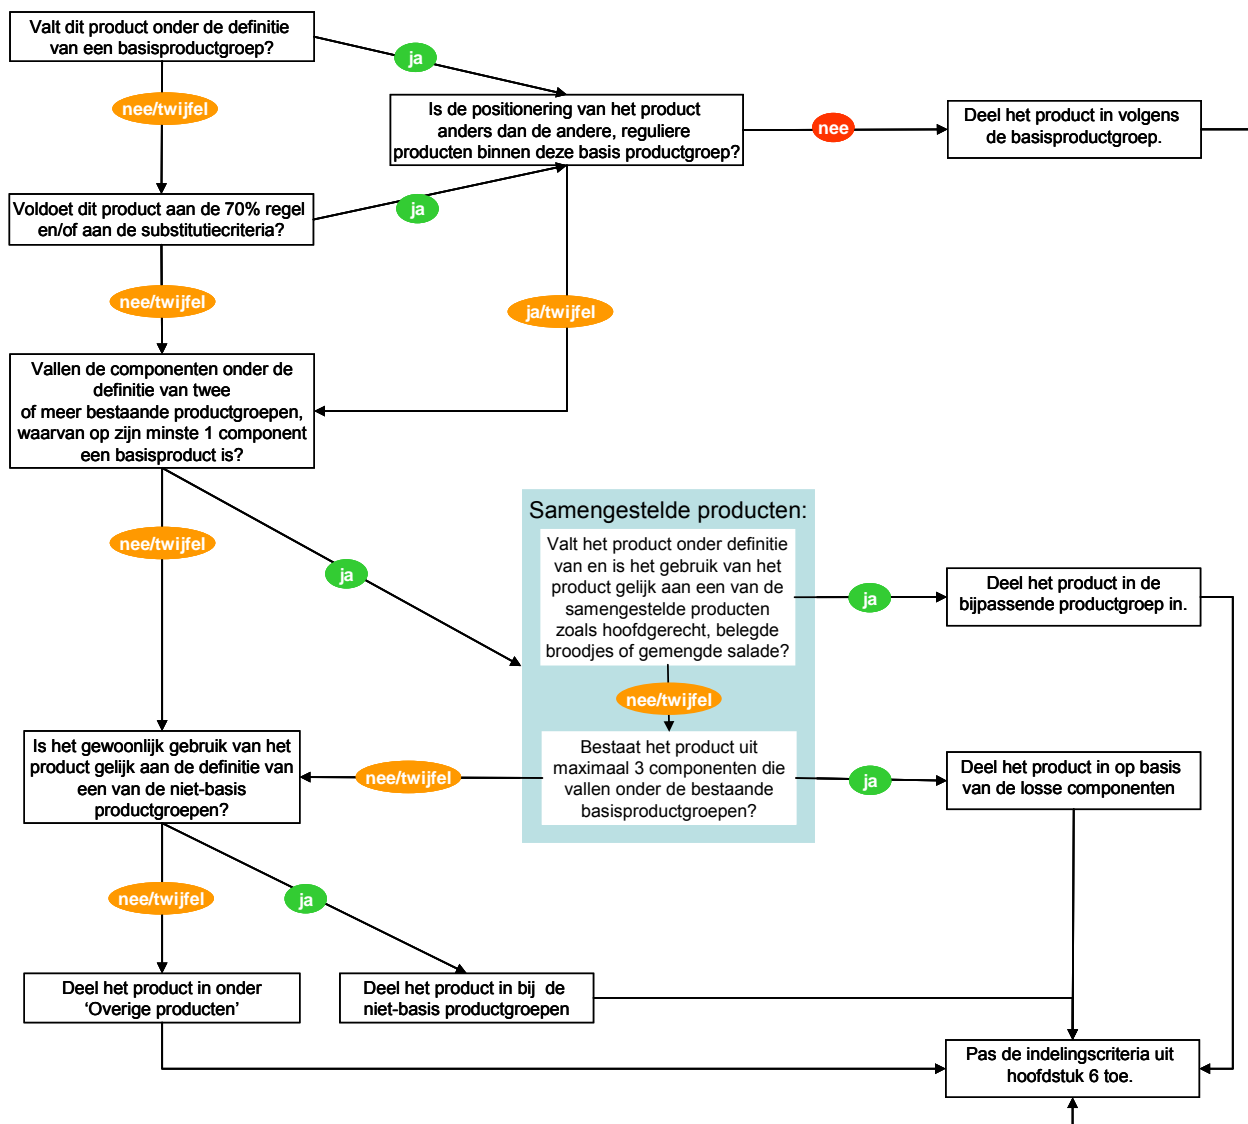 Valt dit product onder de definitie
van een basisproductgroep?
ja
nee/twijfel
Is de positionering van het product
anders dan de andere, reguliere
producten binnen deze basis productgroep?
nee
Deel het product in volgens
de basisproductgroep.
Voldoet dit product aan de 70% regel
en/of aan de substitutiecriteria?
ja
nee/twijfel
ja/twijfel
Vallen de componenten onder de
definitie van twee
of meer bestaande productgroepen,
waarvan op zijn minste 1 component
een basisproduct is?
nee/twijfel
ja
Samengestelde producten:
Valt het product onder definitie
van en is het gebruik van het
product gelijk aan een van de
samengestelde producten
zoals hoofdgerecht, belegde
broodjes of gemengde salade?
ja
Deel het product in de
bijpassende productgroep in.
nee/twijfel
Bestaat het product uit
maximaal 3 componenten die
vallen onder de bestaande
basisproductgroepen?
ja
Deel het product in op basis
van de losse componenten
nee/twijfel
Is het gewoonlijk gebruik van het
product gelijk aan de definitie van
een van de niet-basis
productgroepen?
nee/twijfel
ja
Deel het product in onder
‘Overige producten’
Deel het product in bij  de
niet-basis productgroepen
Pas de indelingscriteria uit
hoofdstuk 6 toe.